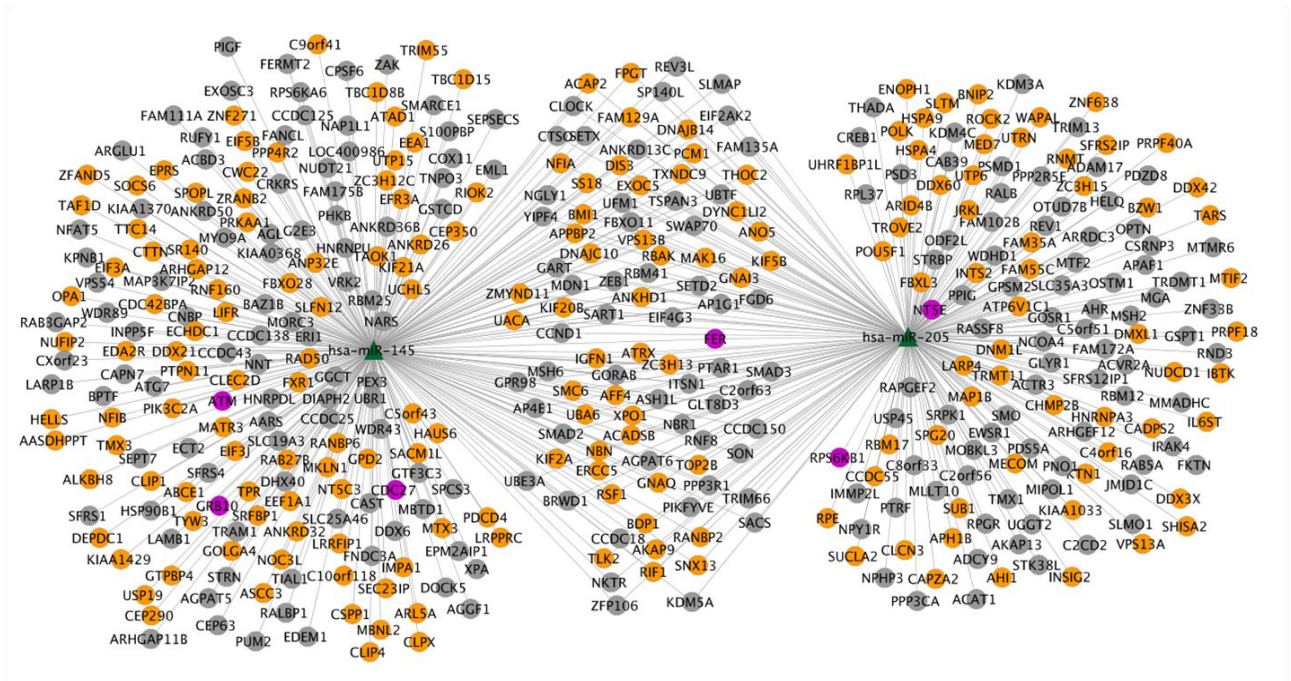 PIGF
C9orf41
TRIM55
FERMT2
CPSF6
ZAK
TBC1D15
EXOSC3
RPS6KA6
TBC1D8B
SMARCE1
FAM111A
ZNF271
CCDC125
ATAD1
S100PBP
SEPSECS
RUFY1
EIF5B
FANCL
NAP1L1
EEA1
ARGLU1
ACBD3
PPP4R2
LOC400986
UTP15
COX11
EML1
ZFAND5
EPRS
CWC22
NUDT21
ZC3H12C
TNPO3
SOCS6
SPOPL
CRKRS
FAM175B
EFR3A
RIOK2
TAF1D
KIAA1370
ANKRD50
ZRANB2
PHKB
GSTCD
NFAT5
TTC14
PRKAA1
AGL
G2E3
ANKRD36B
CEP350
MYO9A
HNRNPU
ANKRD26
KPNB1
CTTN
SR140
KIAA0368
TAOK1
EIF3A
ARHGAP12
ANP32E
KIF21A
VPS54
MAP3K7IP2
RNF160
FBXO28
VRK2
UCHL5
OPA1
CDC42BPA
LIFR
BAZ1B
SLFN12
RBM25
WDR89
CNBP
MORC3
NARS
RAB3GAP2
INPP5F
ECHDC1
CCDC138
ERI1
NUFIP2
hsa-miR-145
EDA2R
DDX21
CCDC43
RAD50
CXorf23
PTPN11
NNT
CAPN7
CLEC2D
FXR1
GGCT
PEX3
LARP1B
ATG7
BPTF
ATM
HNRPDL
DIAPH2
UBR1
PIK3C2A
HELLS
NFIB
AARS
CCDC25
C5orf43
MATR3
WDR43
AASDHPPT
SLC19A3
RANBP6
HAUS6
TMX3
ECT2
EIF3J
RAB27B
GPD2
SACM1L
SEPT7
MKLN1
GTF3C3
ALKBH8
SFRS4
DHX40
NT5C3
CDC27
CLIP1
ABCE1
TPR
EEF1A1
CAST
SPCS3
SFRS1
HSP90B1
GRB10
SRFBP1
SLC25A46
MBTD1
TYW3
TRAM1
ANKRD32
DDX6
MTX3
PDCD4
DEPDC1
LAMB1
LRRFIP1
LRPPRC
GOLGA4
FNDC3A
EPM2AIP1
KIAA1429
NOC3L
IMPA1
XPA
GTPBP4
STRN
TIAL1
C10orf118
USP19
ASCC3
SEC23IP
DOCK5
AGPAT5
RALBP1
AGGF1
CEP290
CSPP1
ARL5A
CEP63
EDEM1
MBNL2
ARHGAP11B
PUM2
CLPX
CLIP4
ACAP2
FPGT
REV3L
SLMAP
SP140L
CLOCK
FAM129A
EIF2AK2
CTSO
SETX
DNAJB14
ANKRD13C
PCM1
FAM135A
NFIA
DIS3
TXNDC9
THOC2
SS18
EXOC5
NGLY1
UFM1
TSPAN3
UBTF
BMI1
DYNC1LI2
YIPF4
FBXO11
SWAP70
APPBP2
VPS13B
ANO5
DNAJC10
RBAK
MAK16
KIF5B
GART
RBM41
GNAI3
MDN1
ZEB1
SETD2
ZMYND11
ANKHD1
AP1G1
FGD6
KIF20B
SART1
UACA
EIF4G3
CCND1
FER
IGFN1
ATRX
MSH6
ZC3H13
PTAR1
SMAD3
GORAB
GPR98
ITSN1
SMC6
AFF4
C2orf63
ASH1L
GLT8D3
AP4E1
UBA6
XPO1
NBR1
SMAD2
ACADSB
CCDC150
RNF8
NBN
KIF2A
AGPAT6
SON
ERCC5
TOP2B
GNAQ
UBE3A
PPP3R1
RSF1
TRIM66
BRWD1
PIKFYVE
BDP1
SACS
CCDC18
RANBP2
AKAP9
TLK2
RIF1
SNX13
NKTR
ZFP106
KDM5A
ENOPH1
BNIP2
KDM3A
THADA
SLTM
ZNF638
HSPA9
ROCK2
WAPAL
CREB1
POLK
KDM4C
UTRN
TRIM13
HSPA4
MED7
SFRS2IP
PRPF40A
UHRF1BP1L
CAB39
RNMT
PSMD1
ADAM17
PSD3
UTP6
PPP2R5E
PDZD8
RPL37
DDX60
ZC3H15
DDX42
RALB
HELQ
ARID4B
JRKL
OTUD7B
BZW1
TARS
TROVE2
FAM102B
REV1
OPTN
ODF2L
ARRDC3
POU5F1
FAM35A
CSRNP3
MTMR6
STRBP
WDHD1
MTF2
APAF1
INTS2
FAM55C
FBXL3
GPSM2
SLC35A3
OSTM1
TRDMT1
MTIF2
PPIG
MGA
NT5E
ATP6V1C1
AHR
GOSR1
MSH2
ZNF33B
hsa-miR-205
RASSF8
C5orf51
DMXL1
PRPF18
NCOA4
GSPT1
DNM1L
FAM172A
RND3
GLYR1
ACVR2A
LARP4
TRMT11
NUDCD1
SFRS12IP1
IBTK
RAPGEF2
ACTR3
MAP1B
RBM12
CHMP2B
MMADHC
USP45
SRPK1
SMO
HNRNPA3
IL6ST
ARHGEF12
CADPS2
RBM17
SPG20
EWSR1
PDS5A
IRAK4
RPS6KB1
MOBKL3
C4orf16
C8orf33
MECOM
PNO1
RAB5A
FKTN
CCDC55
C2orf56
KTN1
IMMP2L
MLLT10
MIPOL1
JMJD1C
DDX3X
PTRF
TMX1
SUB1
KIAA1033
RPE
NPY1R
RPGR
UGGT2
SLMO1
SHISA2
APH1B
CLCN3
AKAP13
C2CD2
VPS13A
SUCLA2
ADCY9
STK38L
NPHP3
CAPZA2
AHI1
INSIG2
PPP3CA
ACAT1